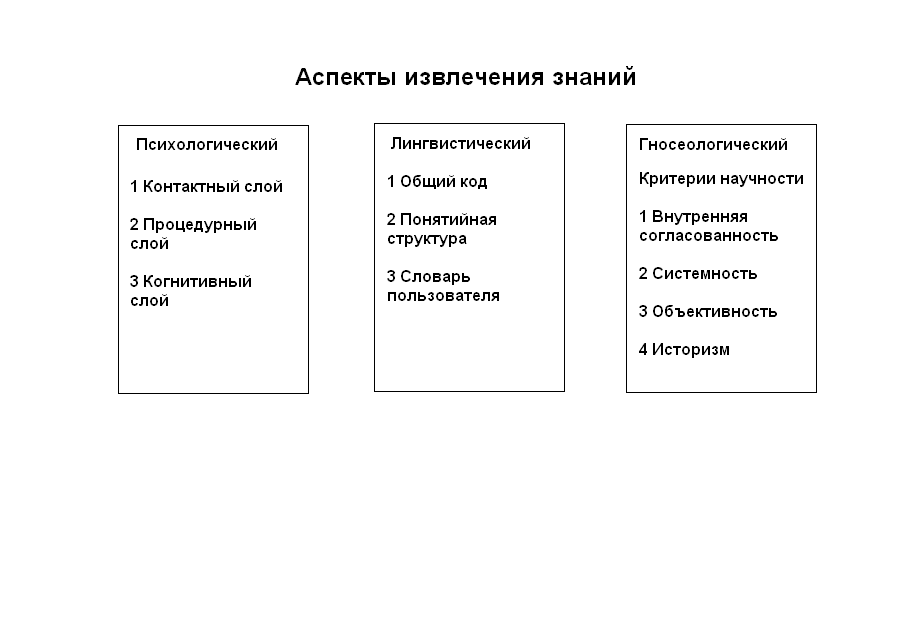 Аспекты извлечения знаний
Психологический
1 Контактный слой
2 Процедурный
слой
3 Когнитивный
слой
Лингвистический
1 Общий код
2 Понятийная
структура
3 Словарь
пользователя
Гносеологический
Критерии научности
1 Внутренняя
согласованность
2 Системность
3 Объективность
4 Историзм